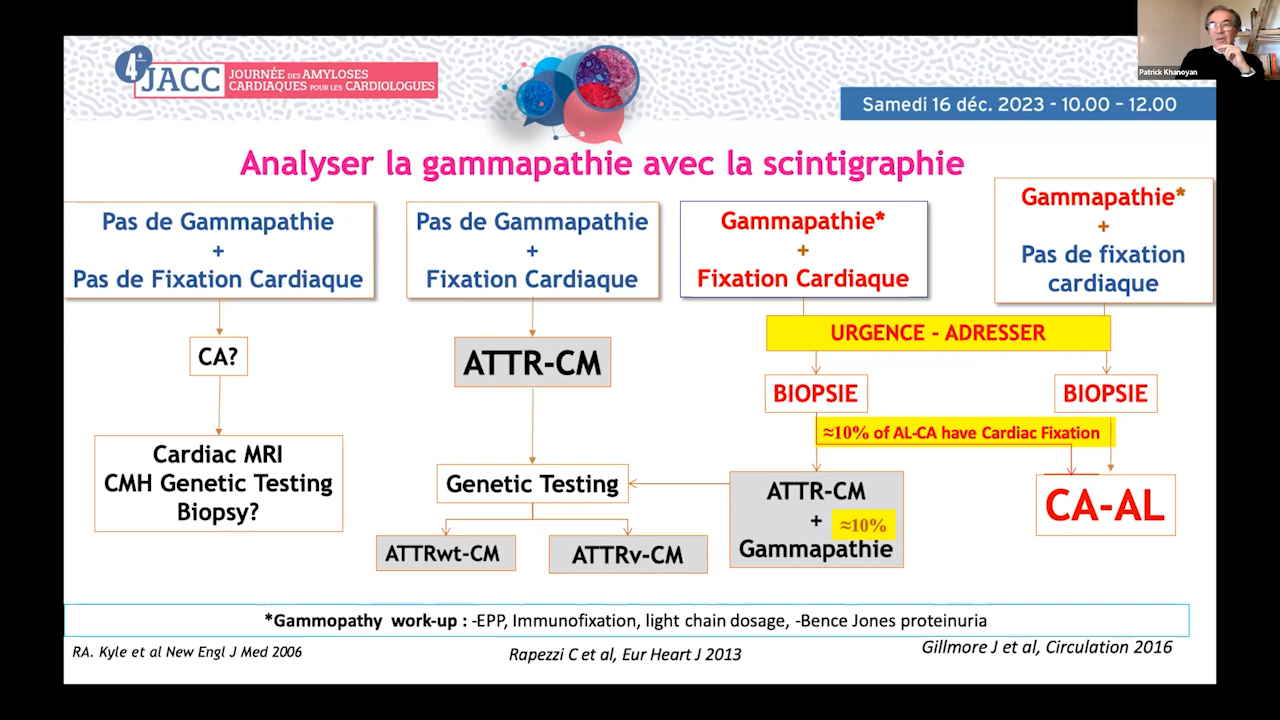 Patrick Khanoyan
4e JACC
JOURNÉE DES AMYLOSES
CARDIAQUES POUR LES CARDIOLOGUES
Samedi 16 déc. 2023 - 10.00 - 12.00
Analyser la gammapathie avec la scintigraphie
Pas de Gammapathie
+
Pas de Fixation Cardiaque
Pas de Gammapathie
+
Fixation Cardiaque
Gammapathie*
+
Fixation Cardiaque
Gammapathie*
+
Pas de fixation
cardiaque
URGENCE - ADRESSER
CA?
ATTR-CM
BIOPSIE
BIOPSIE
≈10% of AL-CA have Cardiac Fixation
Cardiac MRI
CMH Genetic Testing
Biopsy?
Genetic Testing
ATTR-CM
+ ≈10%
Gammapathie
CA-AL
ATTRwt-CM
ATTRv-CM
*Gammopathy work-up : -EPP, Immunofixation, light chain dosage, -Bence Jones proteinuria
RA. Kyle et al New Engl J Med 2006
Rapezzi C et al, Eur Heart J 2013
Gillmore J et al, Circulation 2016